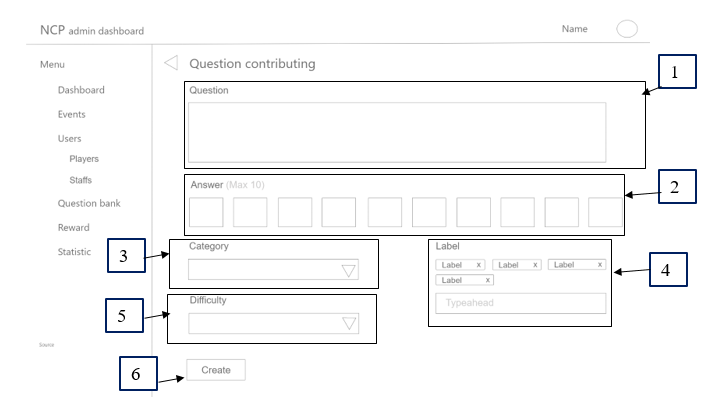 NCP admin dashboard
Name
Menu
Dashboard
Events
Users
Players
Staffs
Question bank
Reward
Statistic
Source
Question contributing
Question
1
Answer (Max 10)
2
Category
3
Label
Label x
Label x
Label x
Label x
Typeahead
4
Difficulty
5
Create
6